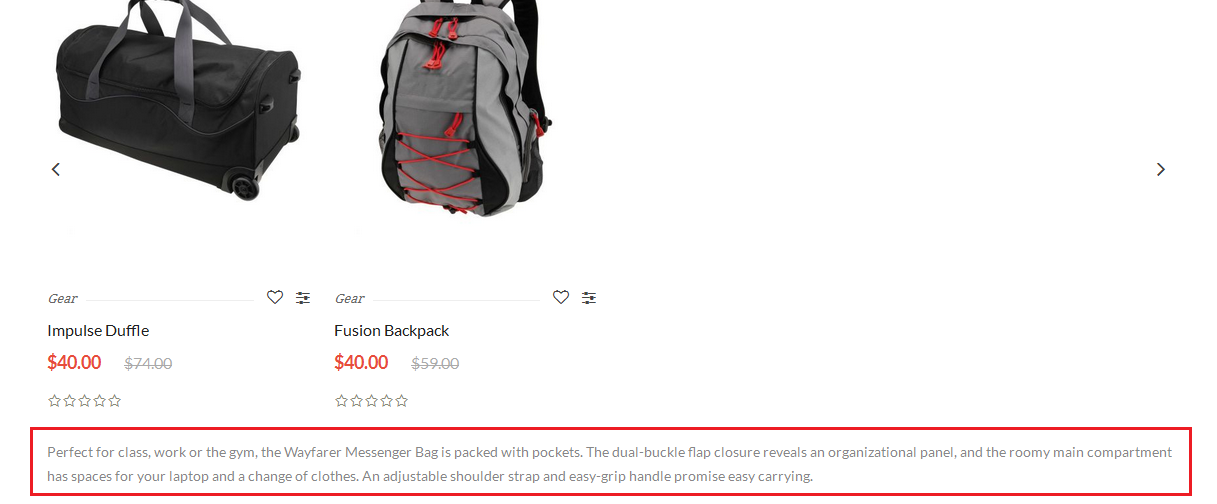 Gear
Gear
Impulse Duffle
Fusion Backpack
$40.00 $74.00
$40.00 $59.00
Perfect for class, work or the gym, the Wayfarer Messenger Bag is packed with pockets. The dual-buckle flap closure reveals an organizational panel, and the roomy main compartment
has spaces for your laptop and a change of clothes. An adjustable shoulder strap and easy-grip handle promise easy carrying.